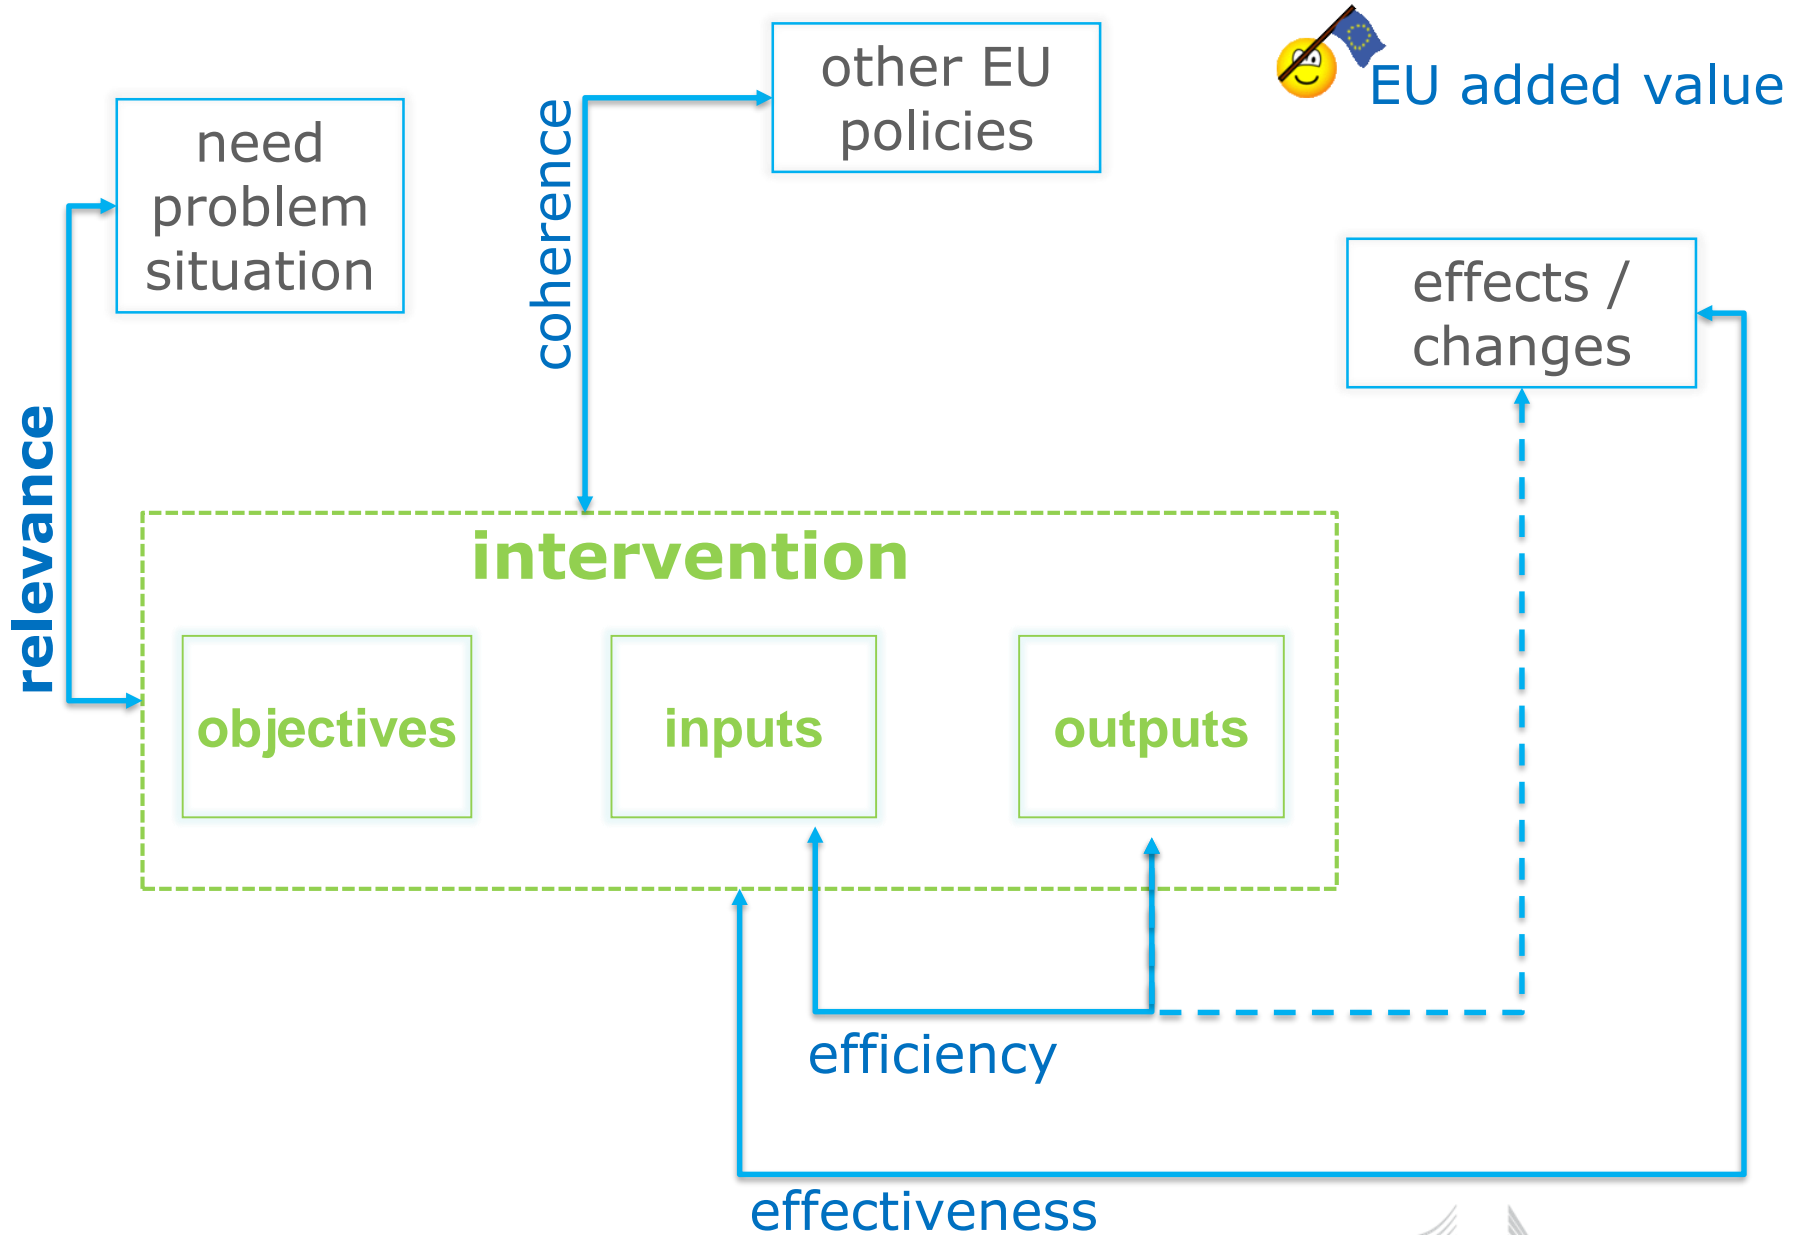 other EU
policies
EU added value
need
problem
situation
coherence
effects /
changes
relevance
intervention
objectives
inputs
outputs
efficiency
effectiveness